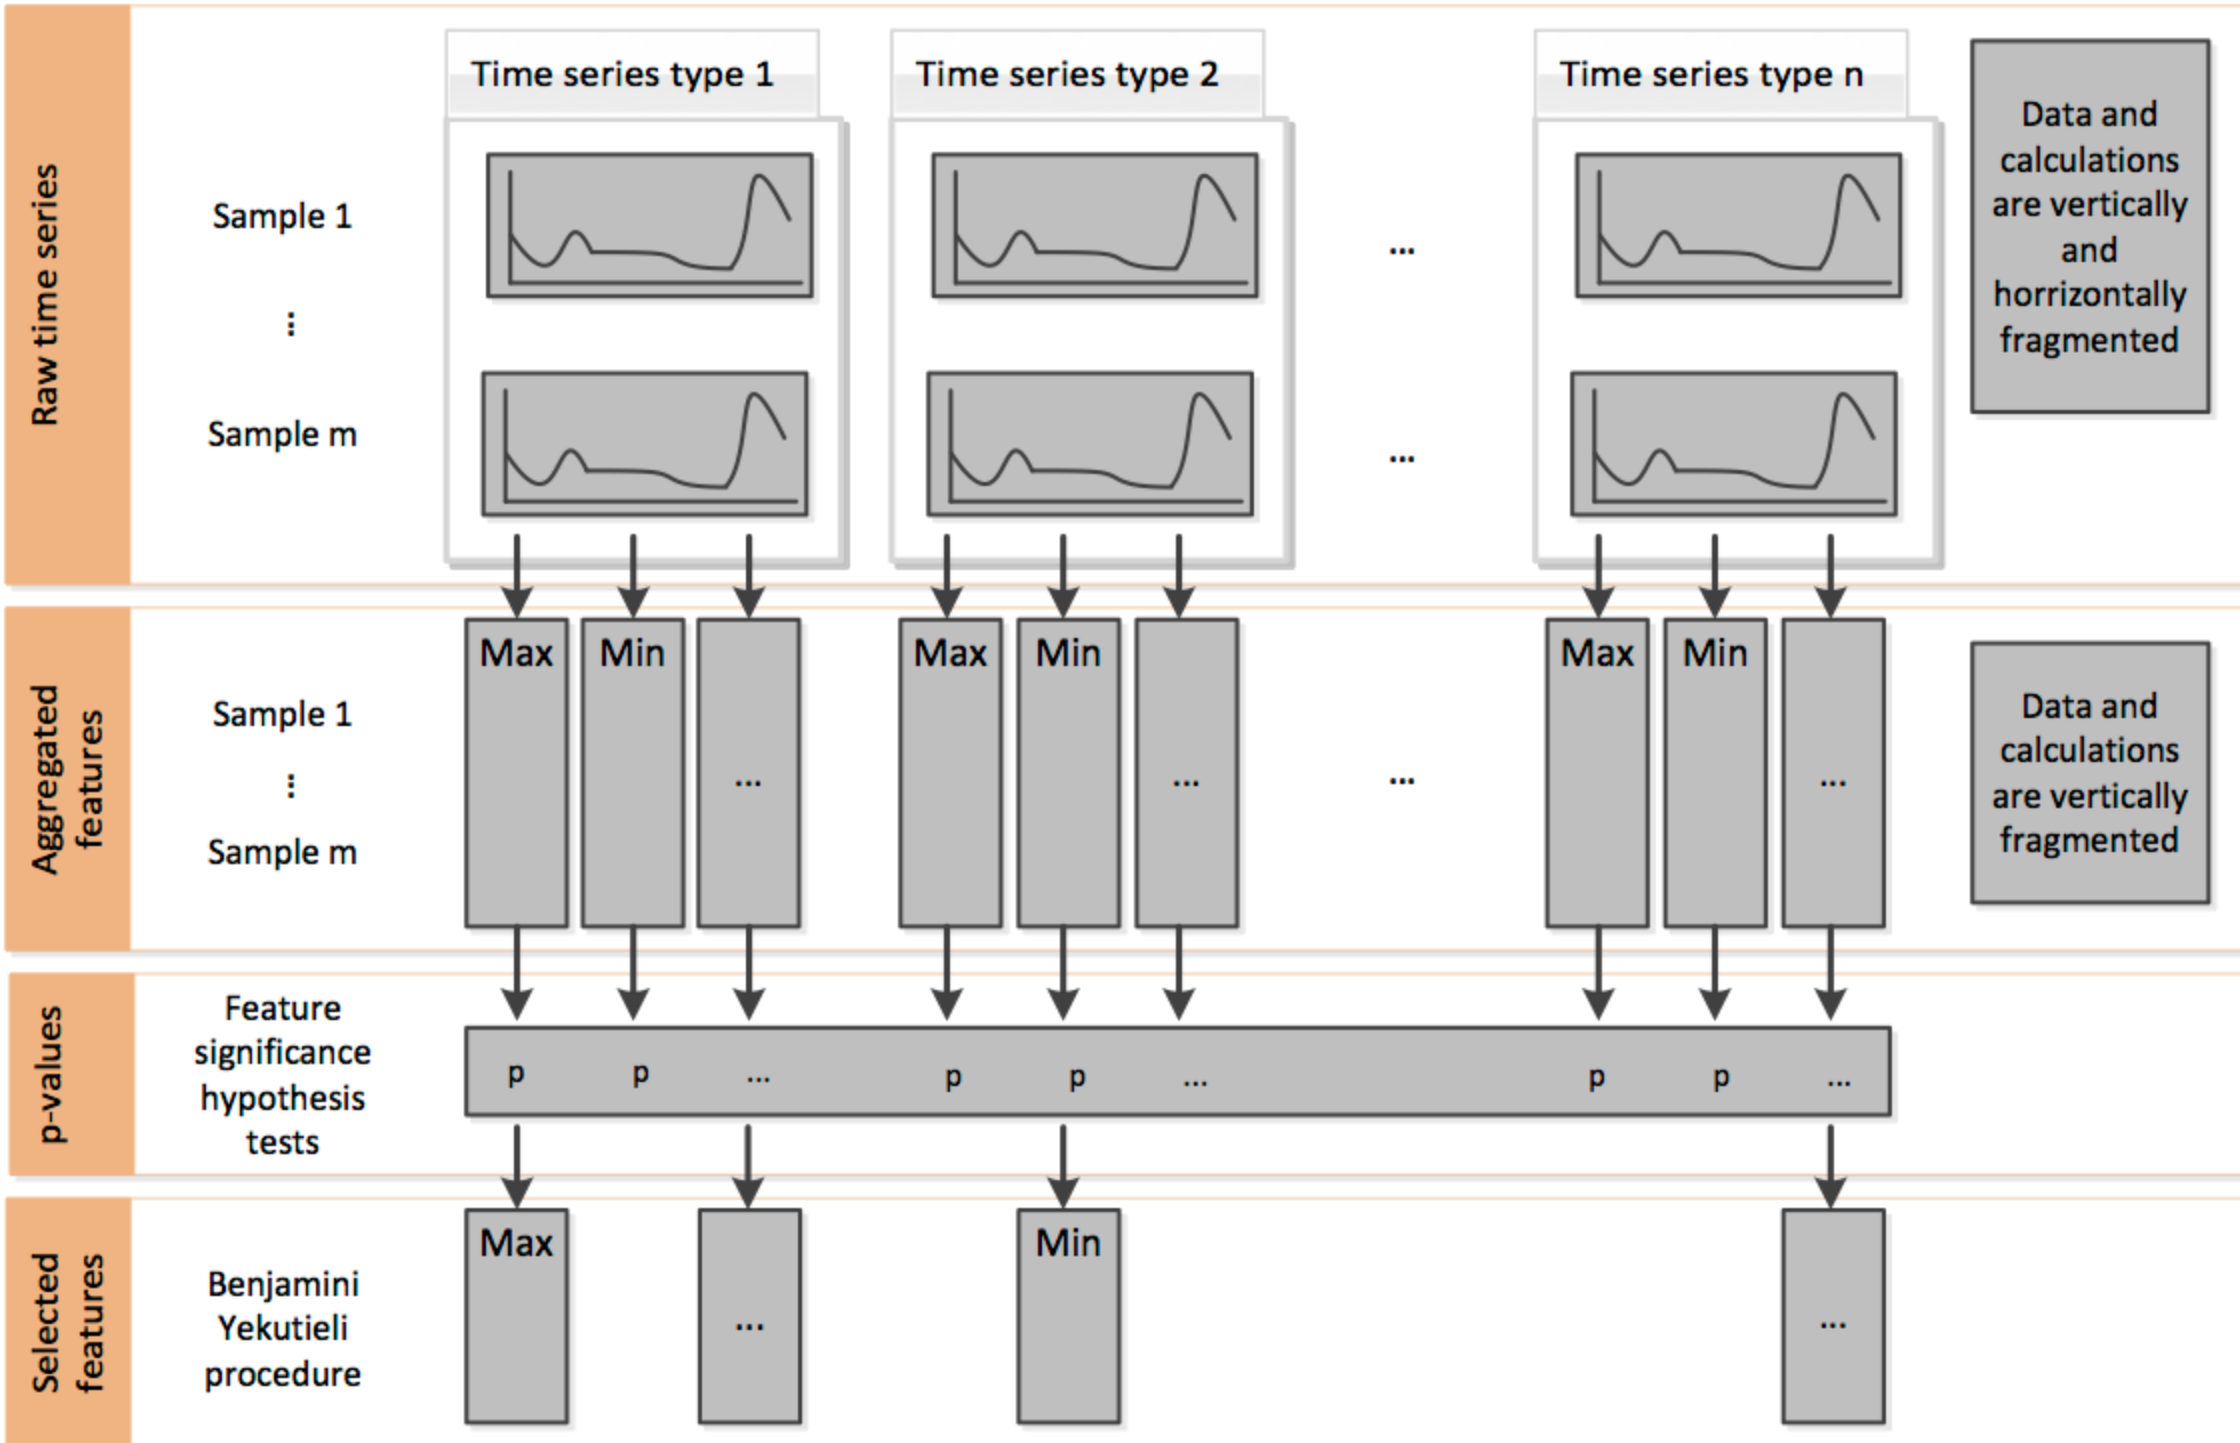 Raw time series
Time series type 1
Time series type 2
Time series type n
Sample 1
...
Sample m
...
...
Data and
calculations
are vertically
and
horrizontally
fragmented
Aggregated
features
Sample 1
...
Sample m
Max
Min
...
Max
Min
...
...
Max
Min
...
Data and
calculations
are vertically
fragmented
p-values
Feature
significance
hypothesis
tests
p p ... p p ... p p ...
Selected
features
Benjamini
Yekutieli
procedure
Max
...
Min
...